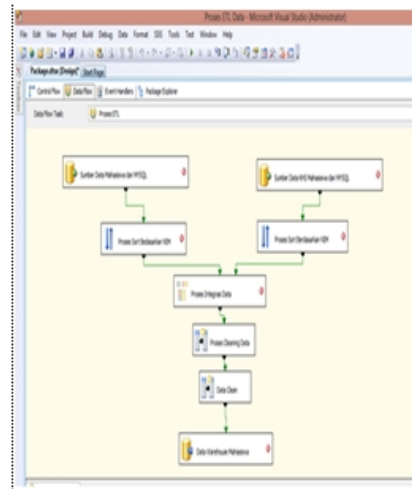 Proses ETL Data - Microsoft Visual Studio (Administrator)
File Edit View Project Build Debug Data Format SSIS Tools Test Window Help
Package.dtsx [Design]* Start Page
Control Flow Data Flow Event Handlers Package Explorer
Data Flow Task: Proses ETL
Sumber Data Mahasiswa dari MYSQL
Sumber Data KHS Mahasiswa dari MYSQL
Proses Sort Berdasarkan NIM
Proses Sort Berdasarkan NIM
Proses Integrasi Data
Proses Cleaning Data
Data Clean
Data Warehouse Mahasiswa